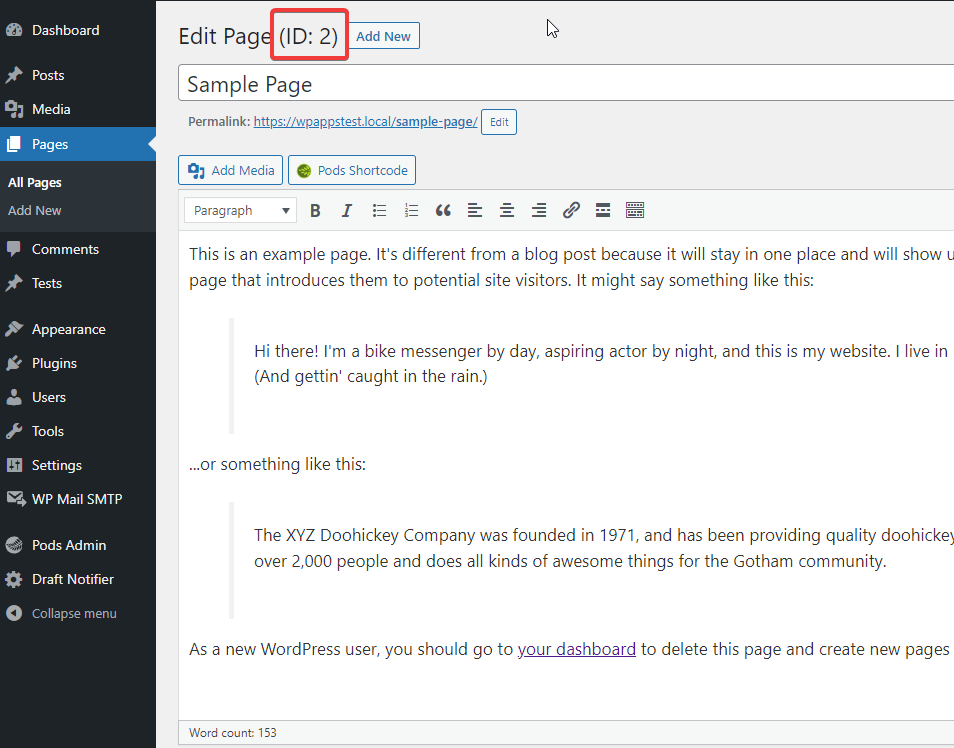 Dashboard
Posts
Media
Pages
All Pages
Add New
Comments
Tests
Appearance
Plugins
Users
Tools
Settings
WP Mail SMTP
Pods Admin
Draft Notifier
Collapse menu
Edit Page (ID: 2) Add New
Sample Page
Permalink: https://wpappstest.local/sample-page/ Edit
Add Media Pods Shortcode
Paragraph
This is an example page. It's different from a blog post because it will stay in one place and will show
page that introduces them to potential site visitors. It might say something like this:
Hi there! I'm a bike messenger by day, aspiring actor by night, and this is my website. I live in
(And gettin' caught in the rain.)
...or something like this:
The XYZ Doohickey Company was founded in 1971, and has been providing quality doohickey
over 2,000 people and does all kinds of awesome things for the Gotham community.
As a new WordPress user, you should go to your dashboard to delete this page and create new pages
Word count: 153